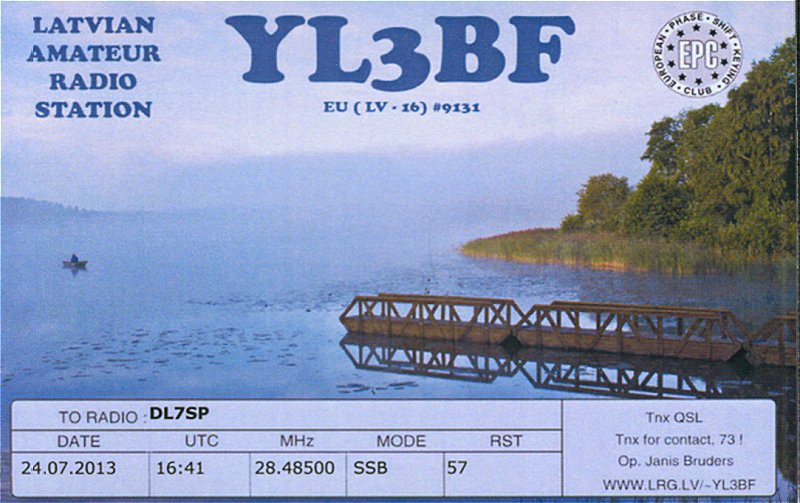 LATVIAN
AMATEUR
RADIO
STATION
YL3BF
EU ( LV - 16) #9131
EUROPEAN • PHASE • SHIFT • KEYING • CLUB •
EPC
TO RADIO : DL7SP
DATE UTC MHz MODE RST
24.07.2013 16:41 28.48500 SSB 57
Tnx QSL
Tnx for contact, 73 !
Op. Janis Bruders
WWW.LRG.LV/~YL3BF